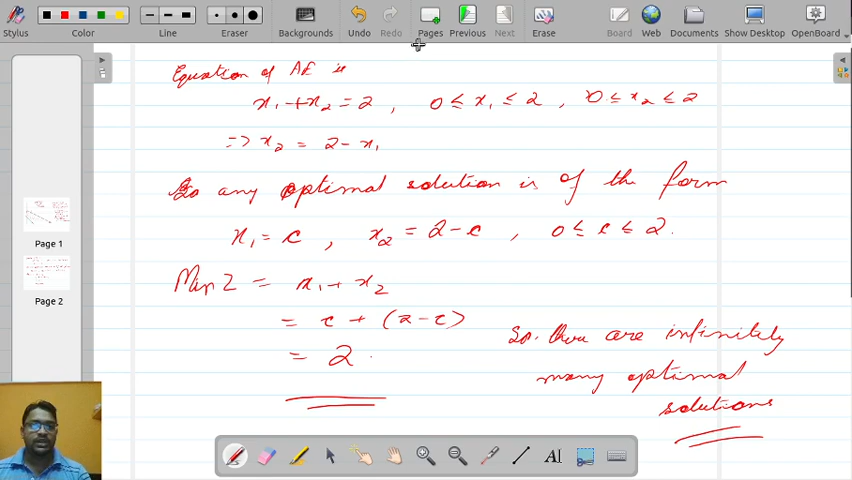 Stylus Color Line Eraser Backgrounds Undo Redo Pages Previous Next Erase Board Web Documents Show Desktop OpenBoard
Equation of AE is
x₁+x₂ = 2 , 0 ≤ x₁ ≤ 2 , 0 ≤ x₂ ≤ 2
=> x₂ = 2 - x₁
So any optimal solution is of the form
x₁ = c , x₂ = 2-c , 0 ≤ c ≤ 2.
Min Z = x₁ + x₂
= c + (2-c)
= 2.
So there are infinitely
many optimal
solutions
Page 1
Page 2